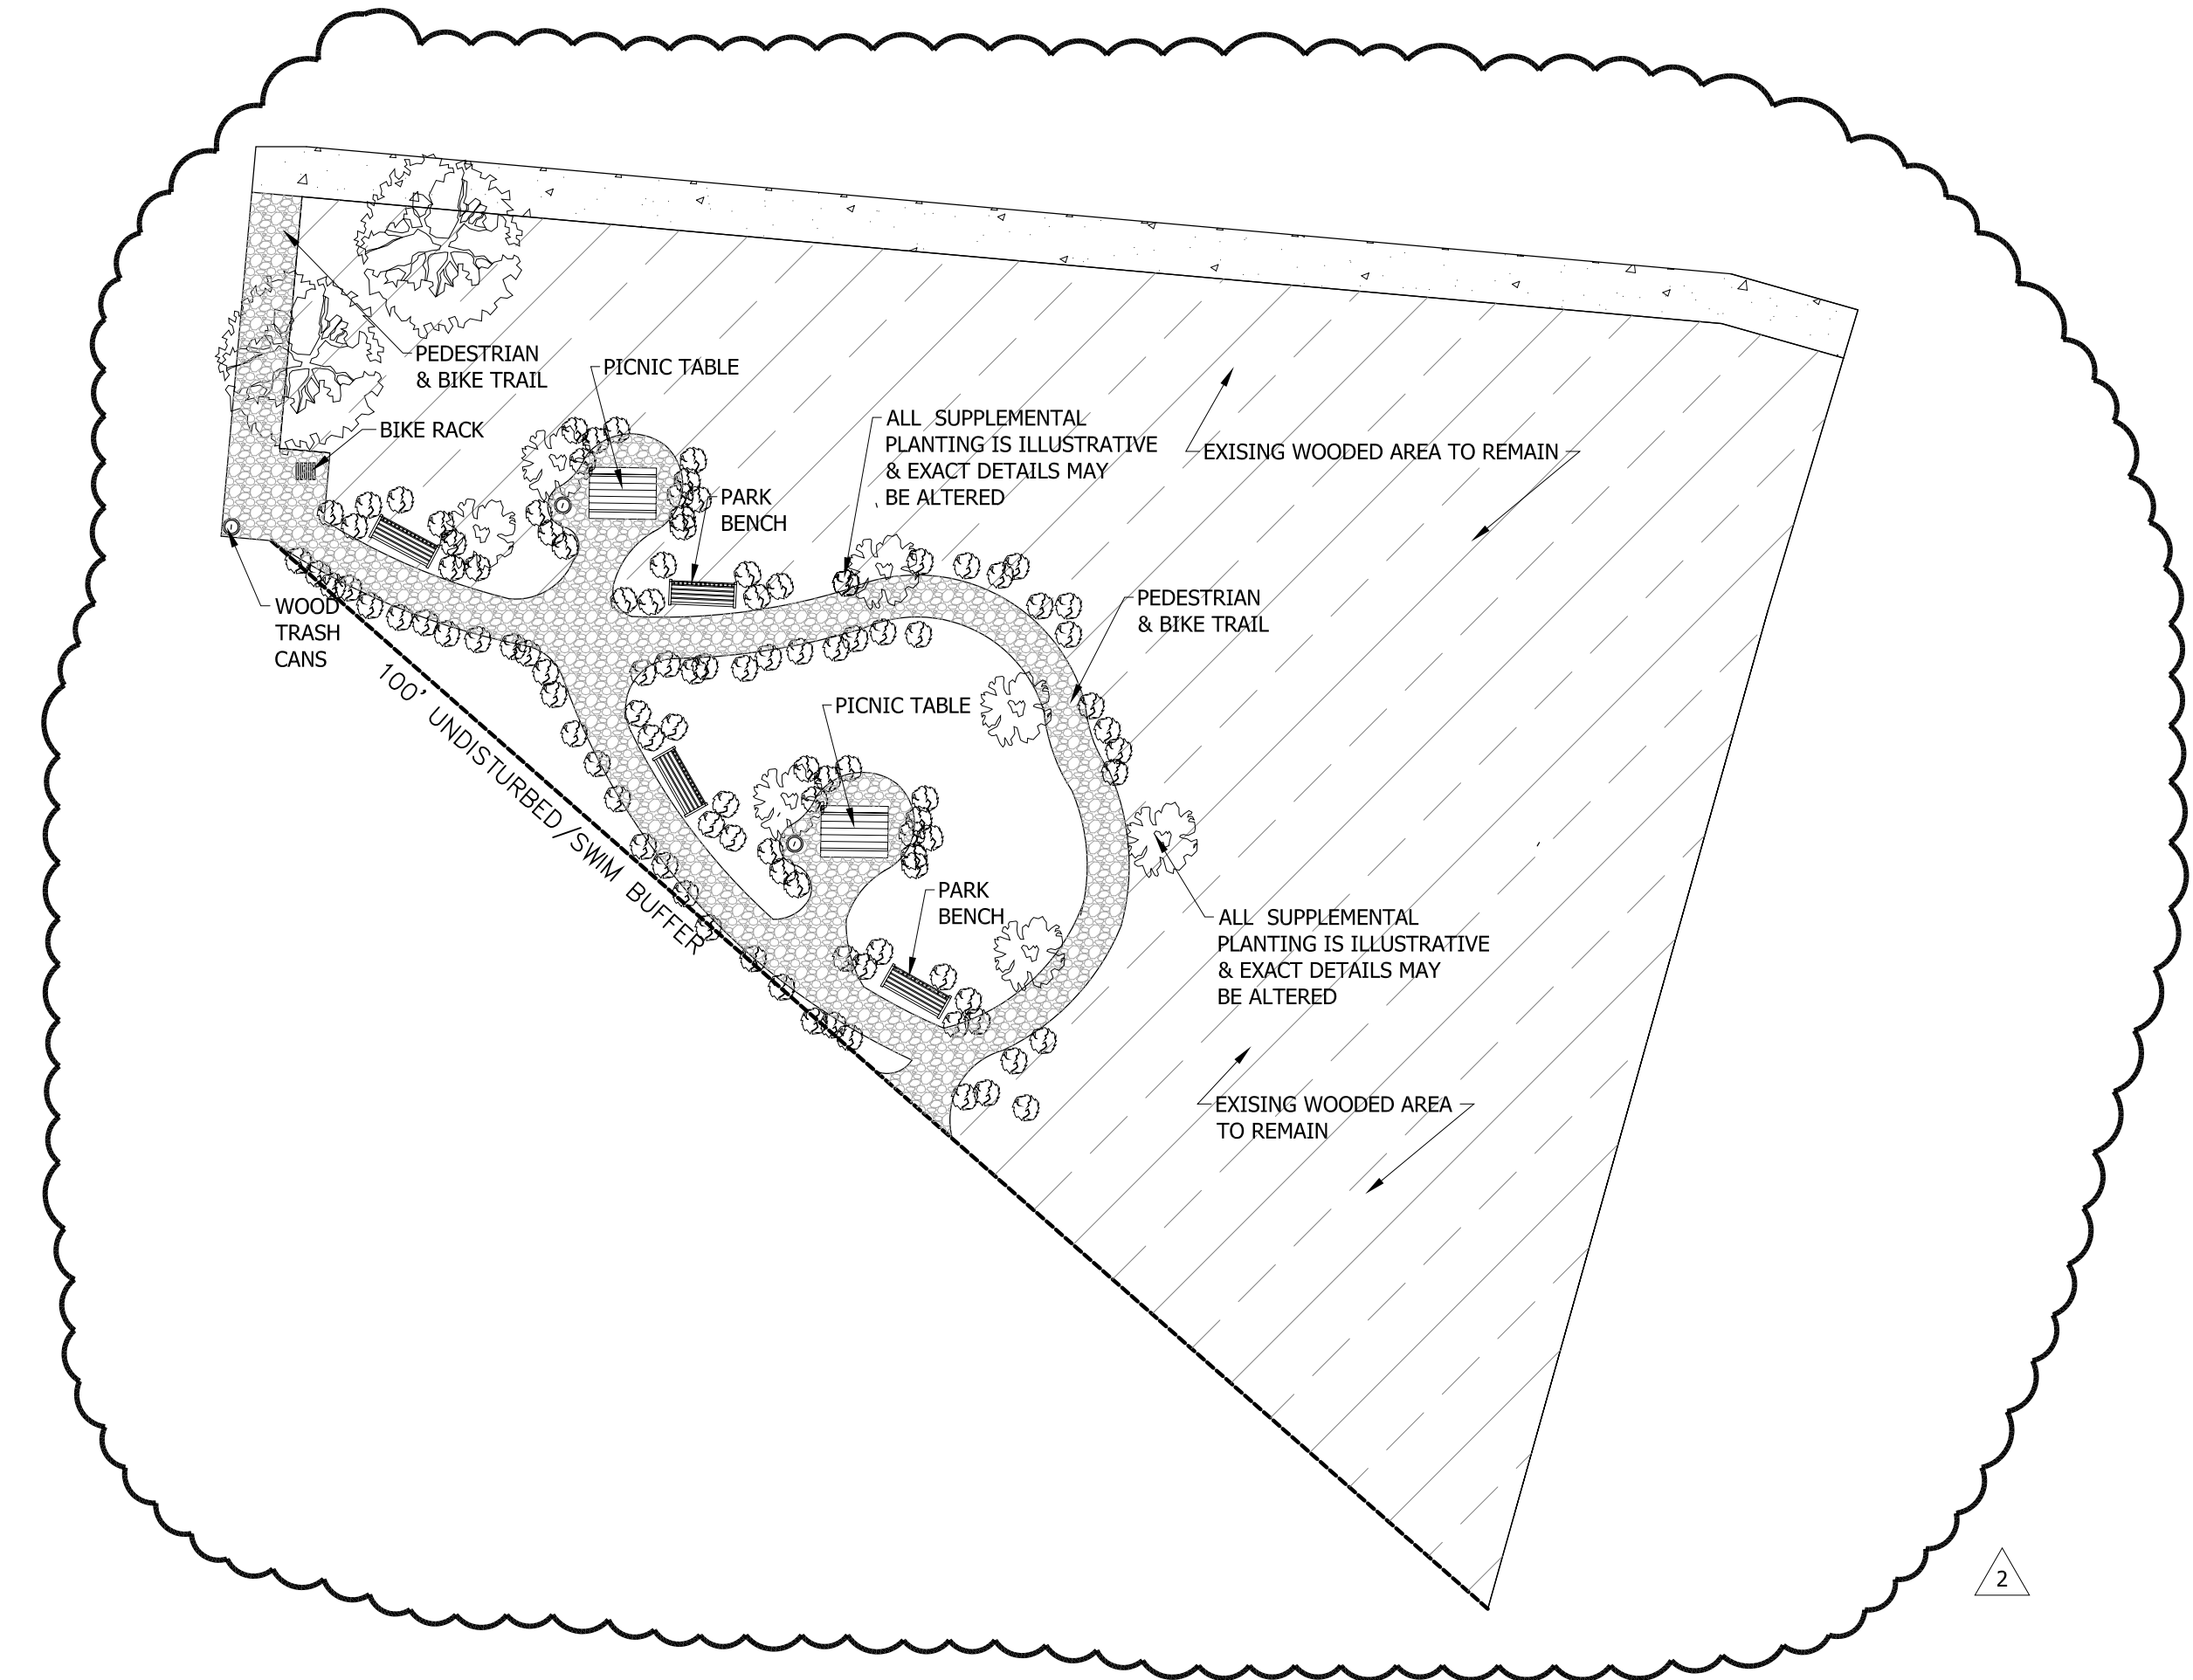 PEDESTRIAN
& BIKE TRAIL
PICNIC TABLE
BIKE RACK
ALL SUPPLEMENTAL
PLANTING IS ILLUSTRATIVE
& EXACT DETAILS MAY
BE ALTERED
EXISING WOODED AREA TO REMAIN
PARK
BENCH
WOOD
TRASH
CANS
PEDESTRIAN
& BIKE TRAIL
100' UNDISTURBED/SWIM BUFFER
PICNIC TABLE
PARK
BENCH
ALL SUPPLEMENTAL
PLANTING IS ILLUSTRATIVE
& EXACT DETAILS MAY
BE ALTERED
EXISING WOODED AREA
TO REMAIN
2